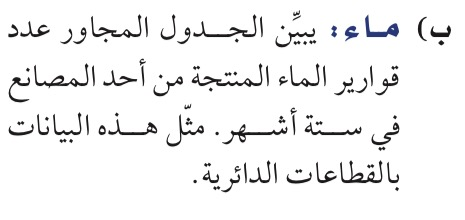 ب) ماء: يبيِّن الجدول المجاور عدد
قوارير الماء المنتجة من أحد المصانع
في ستة أشهر. مثّل هذه البيانات
بالقطاعات الدائرية.